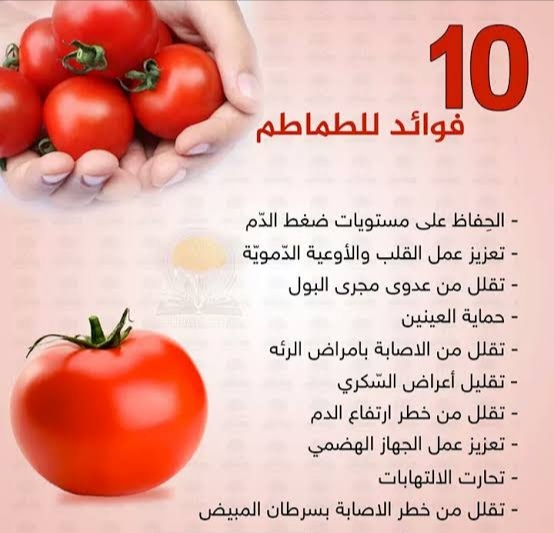 10
فوائد للطماطم
- الحِفاظ على مستويات ضغط الدّم
- تعزيز عمل القلب والأوعية الدّمويّة
- تقلل من عدوى مجرى البول
- حماية العينين
- تقلل من الاصابة بامراض الرئه
- تقليل أعراض السّكري
- تقلل من خطر ارتفاع الدم
- تعزيز عمل الجهاز الهضمي
- تحارت الالتهابات
- تقلل من خطر الاصابة بسرطان المبيض